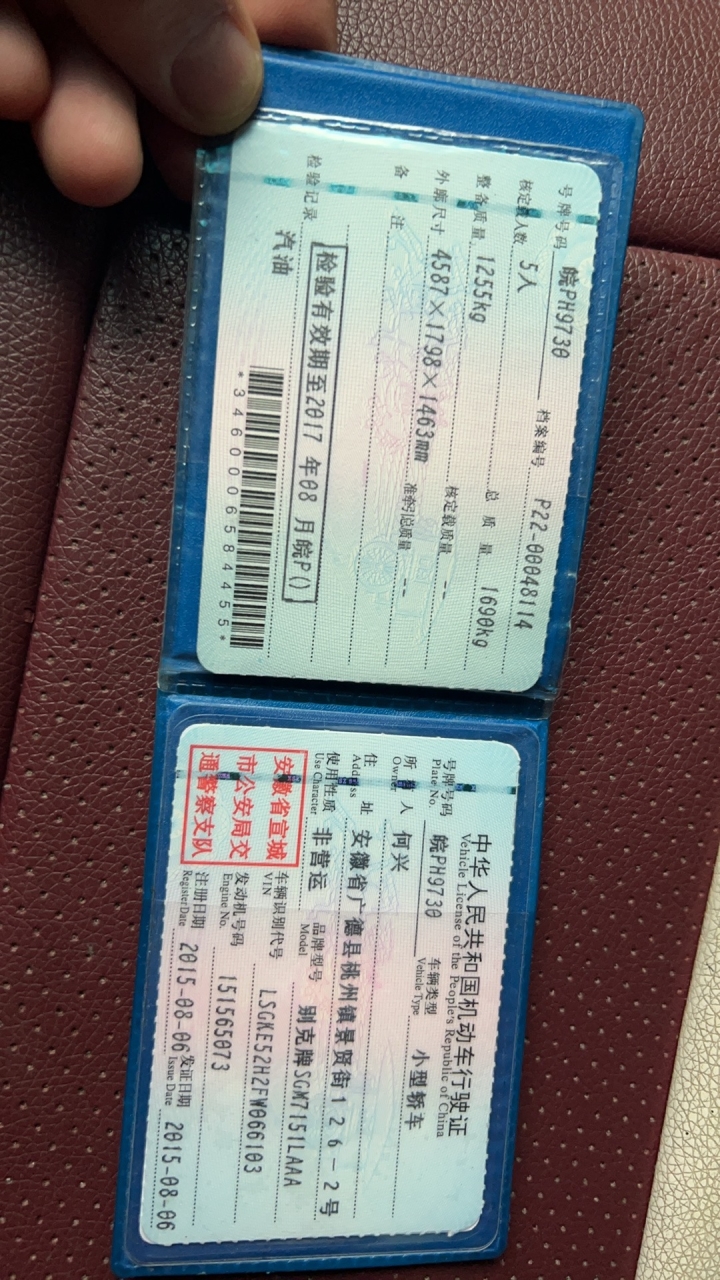 中华人民共和国机动车行驶证
Vehicle License of the People's Republic of China
号牌号码 皖PH9730 车辆类型 小型轿车
Plate No. Vehicle Type
所有人 何兴
Owner
住址 安徽省广德县桃州镇景贤街126-2号
Address
使用性质 非营运 品牌型号 别克牌SGM7151LAAA
Use Character Model
安徽省宣城
市公安局交
通警察支队
车辆识别代号 LSGKE52H2FW066103
VIN
发动机号码 151565073
Engine No.
注册日期 2015-08-06 发证日期 2015-08-06
Register Date Issue Date
号牌号码 皖PH9730 档案编号 P22-00048114
核定载人数 5人 总质量 1690kg
整备质量 1255kg 核定载质量 --
外廓尺寸 4587×1798×1463mm 准牵引总质量 --
备注
检验有效期至2017 年08 月皖P()
检验记录
汽油
*3460006584455*